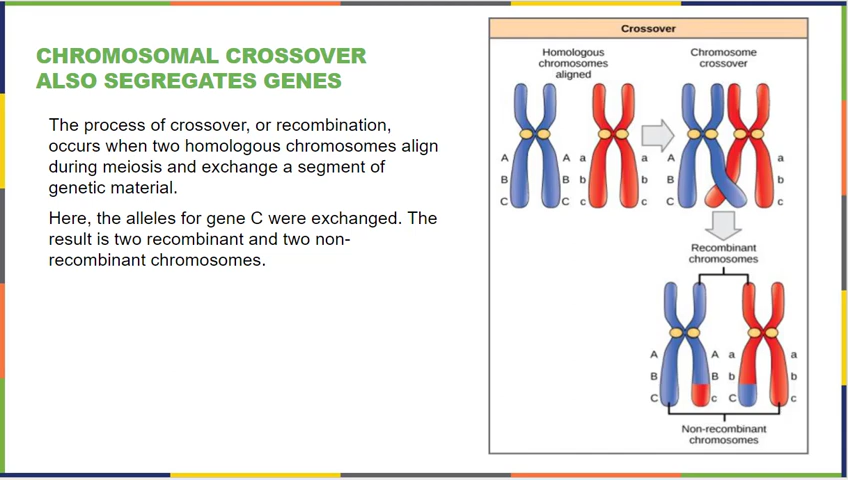 CHROMOSOMAL CROSSOVER
ALSO SEGREGATES GENES
The process of crossover, or recombination,
occurs when two homologous chromosomes align
during meiosis and exchange a segment of
genetic material.
Here, the alleles for gene C were exchanged. The
result is two recombinant and two non-
recombinant chromosomes.
Crossover
Homologous
chromosomes
aligned
Chromosome
crossover
A A a a A a
B B b b B b
C C c c C c
Recombinant
chromosomes
A A a a
B B b b
C c C c
Non-recombinant
chromosomes